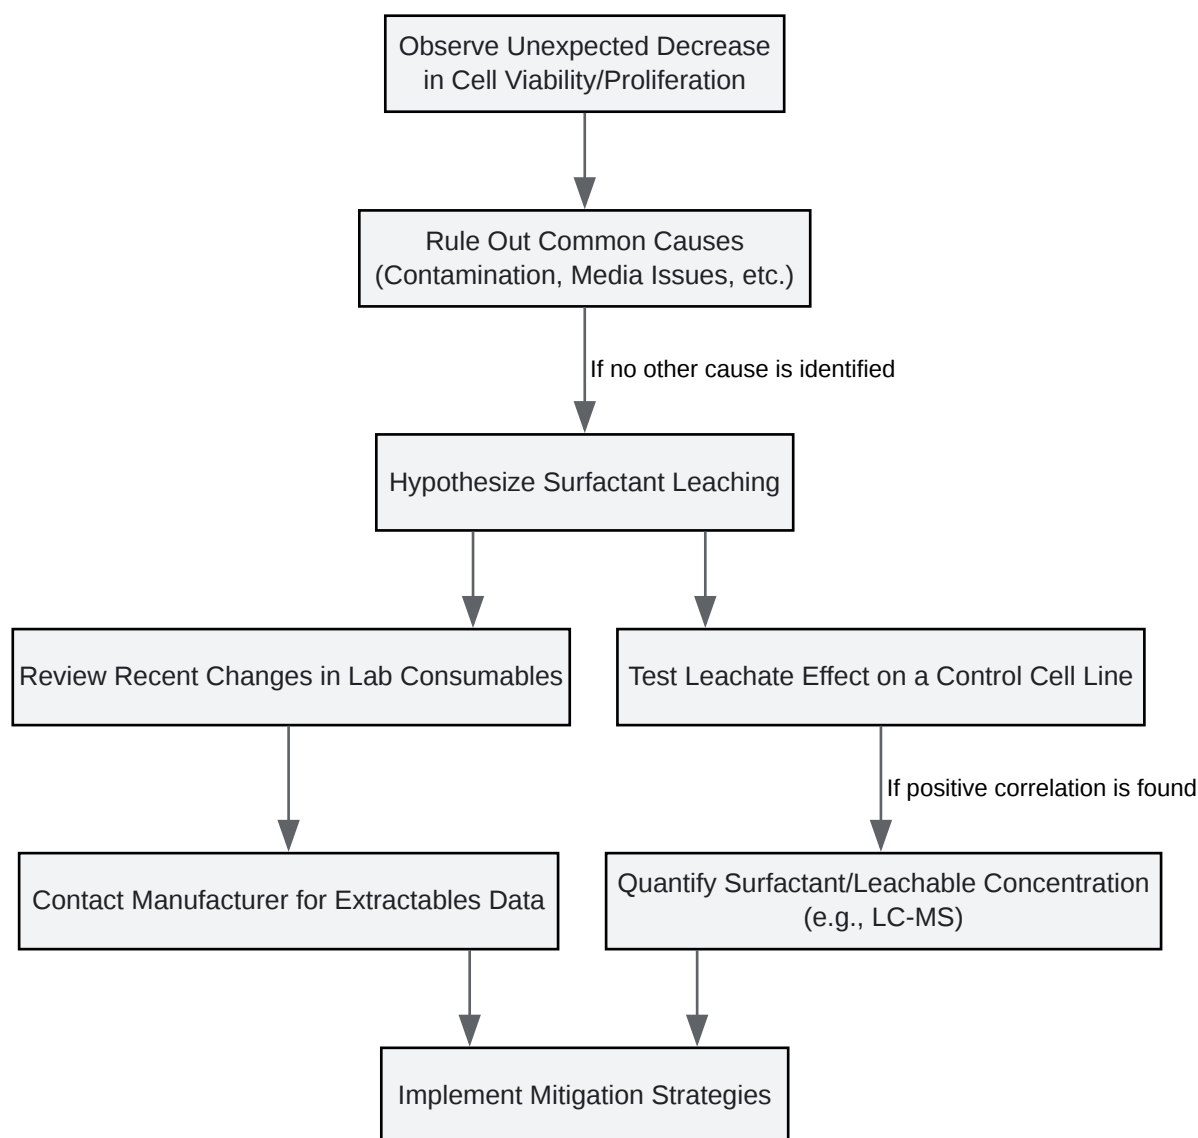 Observe Unexpected Decrease
in Cell Viability/Proliferation
Rule Out Common Causes
(Contamination, Media Issues, etc.)
If no other cause is identified
Hypothesize Surfactant Leaching
Review Recent Changes in Lab Consumables
Test Leachate Effect on a Control Cell Line
If positive correlation is found
Contact Manufacturer for Extractables Data
Quantify Surfactant/Leachable Concentration
(e.g., LC-MS)
Implement Mitigation Strategies